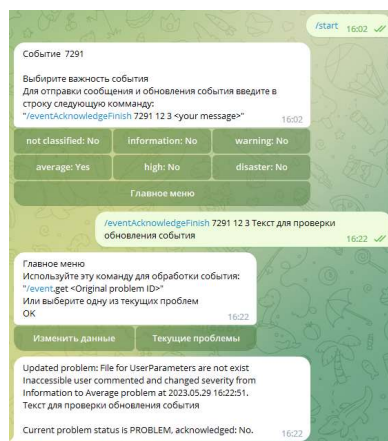 /start 16:02
Событие 7291
Выбирите важность события
Для отправки сообщения и обновления события введите в
строку следующую комманду:
"/eventAcknowledgeFinish 7291 12 3 <your message>"
16:02
not classified: No information: No warning: No
average: Yes high: No disaster: No
Главное меню
/eventAcknowledgeFinish 7291 12 3 Текст для проверки
обновления события
16:22
Главное меню
Используйте эту команду для обработки события:
"/event.get <Original problem ID>"
Или выберите одну из текущих проблем
OK
16:22
Изменить данные Текущие проблемы
Updated problem: File for UserParameters are not exist
Inaccessible user commented and changed severity from
Information to Average problem at 2023.05.29 16:22:51.
Текст для проверки обновления события
Current problem status is PROBLEM, acknowledged: No.
16:22